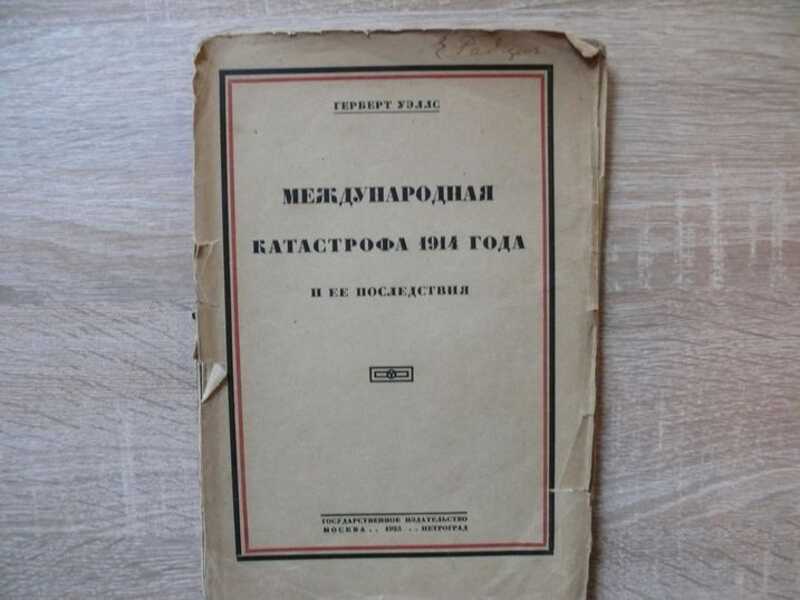 ГЕРБЕРТ УЭЛЛС
МЕЖДУНАРОДНАЯ
КАТАСТРОФА 1914 ГОДА
И ЕЕ ПОСЛЕДСТВИЯ
ГОСУДАРСТВЕННОЕ ИЗДАТЕЛЬСТВО
МОСКВА . . 1923 . . ПЕТРОГРАД